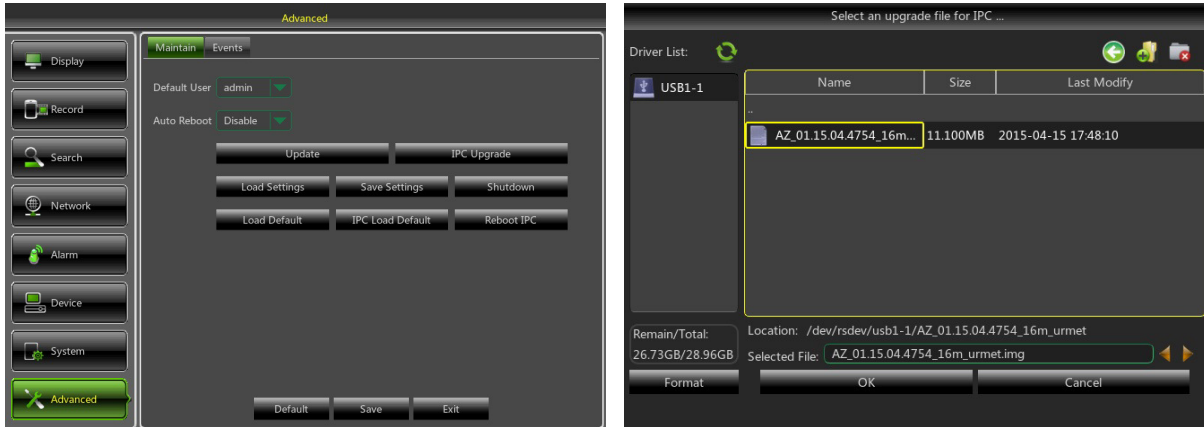 Advanced
Display
Record
Search
Network
Alarm
Device
System
Advanced
Maintain Events
Default User admin
Auto Reboot Disable
Update IPC Upgrade
Load Settings Save Settings Shutdown
Load Default IPC Load Default Reboot IPC
Default Save Exit
Select an upgrade file for IPC ...
Driver List:
USB1-1
Name Size Last Modify
..
AZ_01.15.04.4754_16m... 11.100MB 2015-04-15 17:48:10
Remain/Total:
26.73GB/28.96GB
Location: /dev/rsdev/usb1-1/AZ_01.15.04.4754_16m_urmet
Selected File: AZ_01.15.04.4754_16m_urmet.img
Format OK Cancel